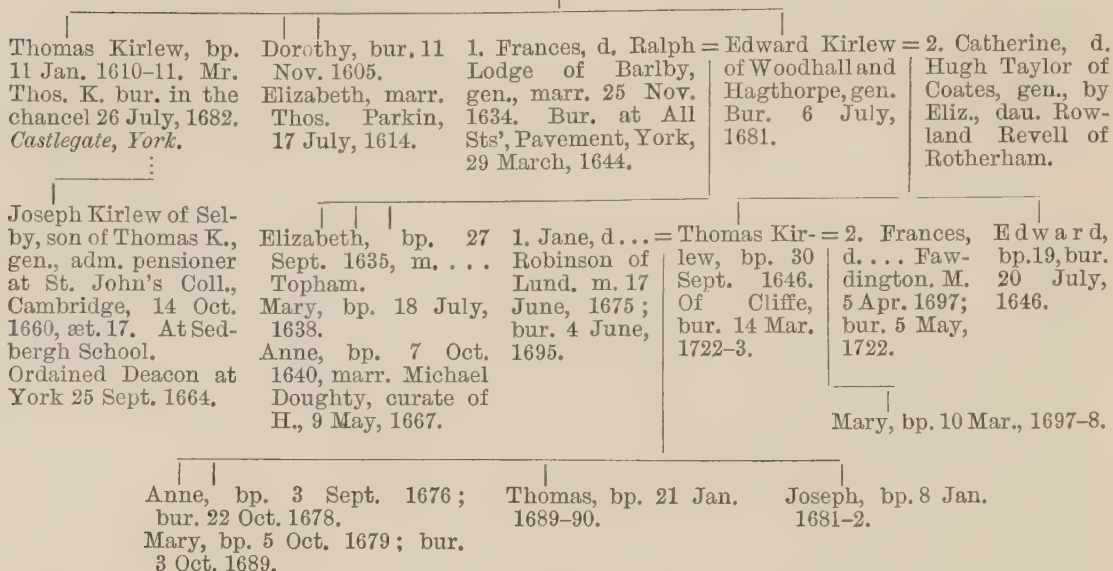 Thomas Kirlew, bp.
11 Jan. 1610–11. Mr.
Thos. K. bur. in the
chancel 26 July, 1682.
Castlegate, York.
Dorothy, bur. 11
Nov. 1605.
Elizabeth, marr.
Thos. Parkin,
17 July, 1614.
1. Frances, d. Ralph
Lodge of Barlby,
gen., marr. 25 Nov.
1634. Bur. at All
Sts', Pavement, York,
29 March, 1644.
= Edward Kirlew =
of Woodhall and
Hagthorpe, gen.
Bur. 6 July,
1681.
2. Catherine, d.
Hugh Taylor of
Coates, gen., by
Eliz., dau. Row-
land Revell of
Rotherham.
Joseph Kirlew of Sel-
by, son of Thomas K.,
gen., adm. pensioner
at St. John's Coll.,
Cambridge, 14 Oct.
1660, æt. 17. At Sed-
bergh School.
Ordained Deacon at
York 25 Sept. 1664.
Elizabeth, bp. 27
Sept. 1635, m. . . .
Topham.
Mary, bp. 18 July,
1638.
Anne, bp. 7 Oct.
1640, marr. Michael
Doughty, curate of
H., 9 May, 1667.
1. Jane, d...
Robinson of
Lund. m. 17
June, 1675;
bur. 4 June,
1695.
= Thomas Kir- =
lew, bp. 30
Sept. 1646.
Of Cliffe,
bur. 14 Mar.
1722–3.
2. Frances,
d. . . . Faw-
dington. M.
5 Apr. 1697;
bur. 5 May,
1722.
Edward,
bp. 19, bur.
20 July,
1646.
Mary, bp. 10 Mar., 1697–8.
Anne, bp. 3 Sept. 1676;
bur. 22 Oct. 1678.
Mary, bp. 5 Oct. 1679; bur.
3 Oct. 1689.
Thomas, bp. 21 Jan.
1689–90.
Joseph, bp. 8 Jan.
1681–2.